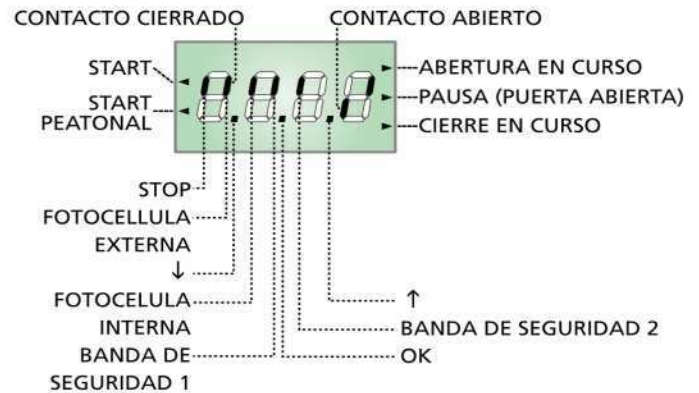 CONTACTO CIERRADO
CONTACTO ABIERTO
START
START
PEATONAL
ABERTURA EN CURSO
PAUSA (PUERTA ABIERTA)
CIERRE EN CURSO
STOP
FOTOCELLULA
EXTERNA
↓
FOTOCELULA
INTERNA
BANDA DE
SEGURIDAD 1
↑
BANDA DE SEGURIDAD 2
OK